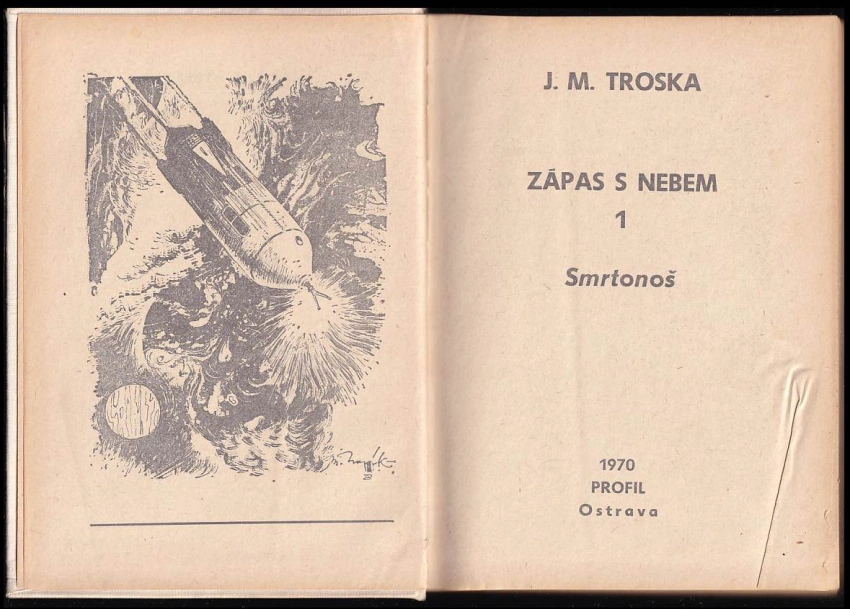 J. M. TROSKA
ZÁPAS S NEBEM
1
Smrtonoš
1970
PROFIL
Ostrava